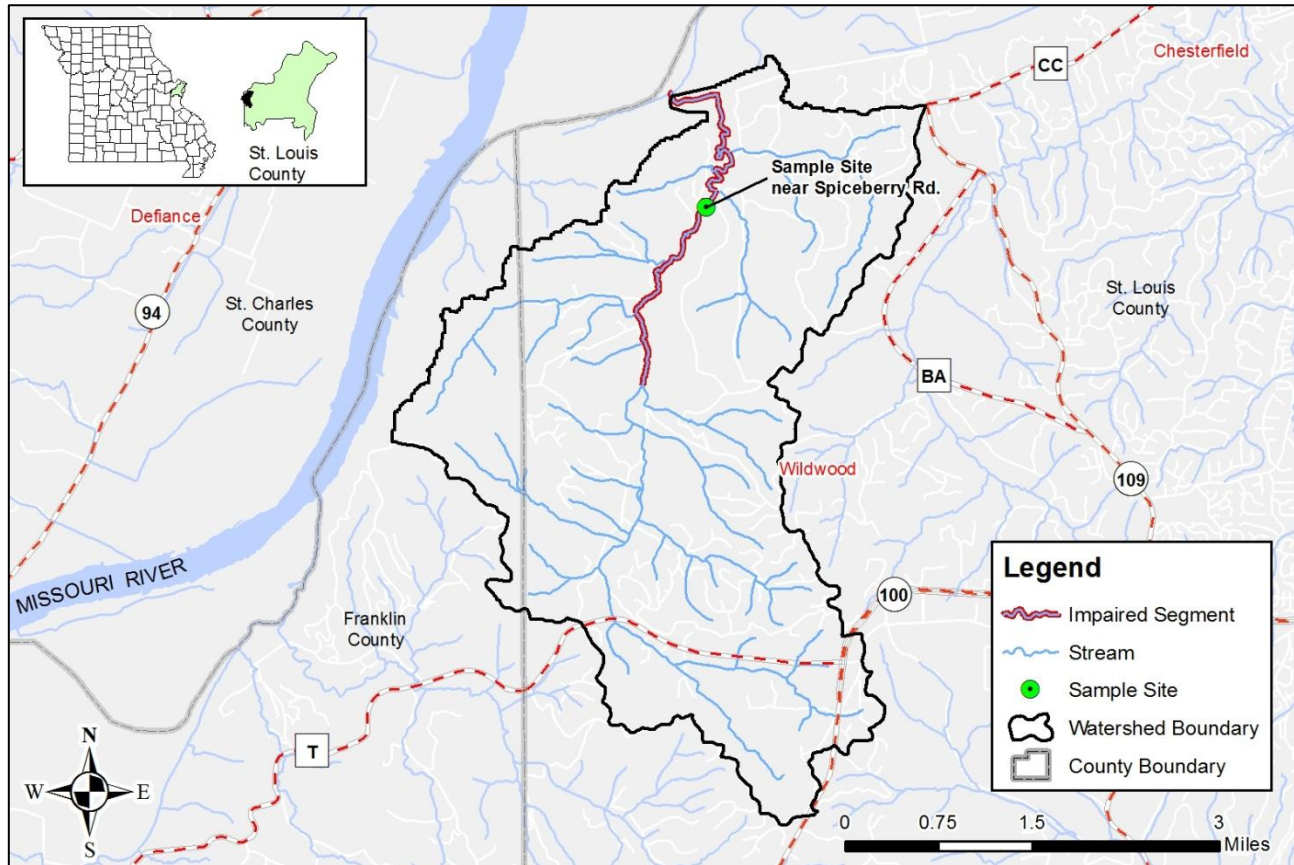 St. Louis
County
CC
Chesterfield
Sample Site
near Spiceberry Rd.
Defiance
94
St. Charles
County
St. Louis
County
BA
Wildwood
109
MISSOURI RIVER
Franklin
County
100
T
N
W
E
S
Legend
Impaired Segment
Stream
Sample Site
Watershed Boundary
County Boundary
0 0.75 1.5 3
Miles